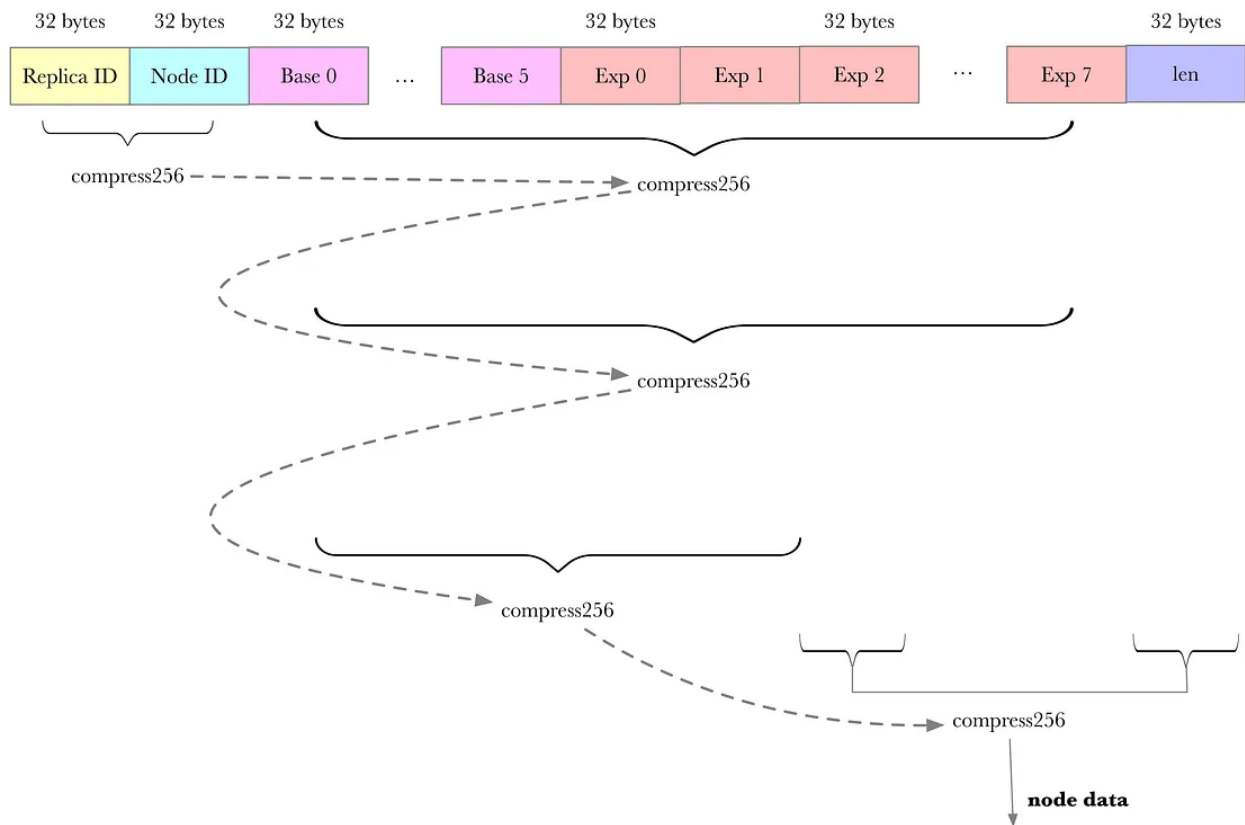 32 bytes 32 bytes 32 bytes 32 bytes 32 bytes 32 bytes
Replica ID Node ID Base 0 ... Base 5 Exp 0 Exp 1 Exp 2 ... Exp 7 len
compress256 compress256
compress256
compress256
compress256
node data